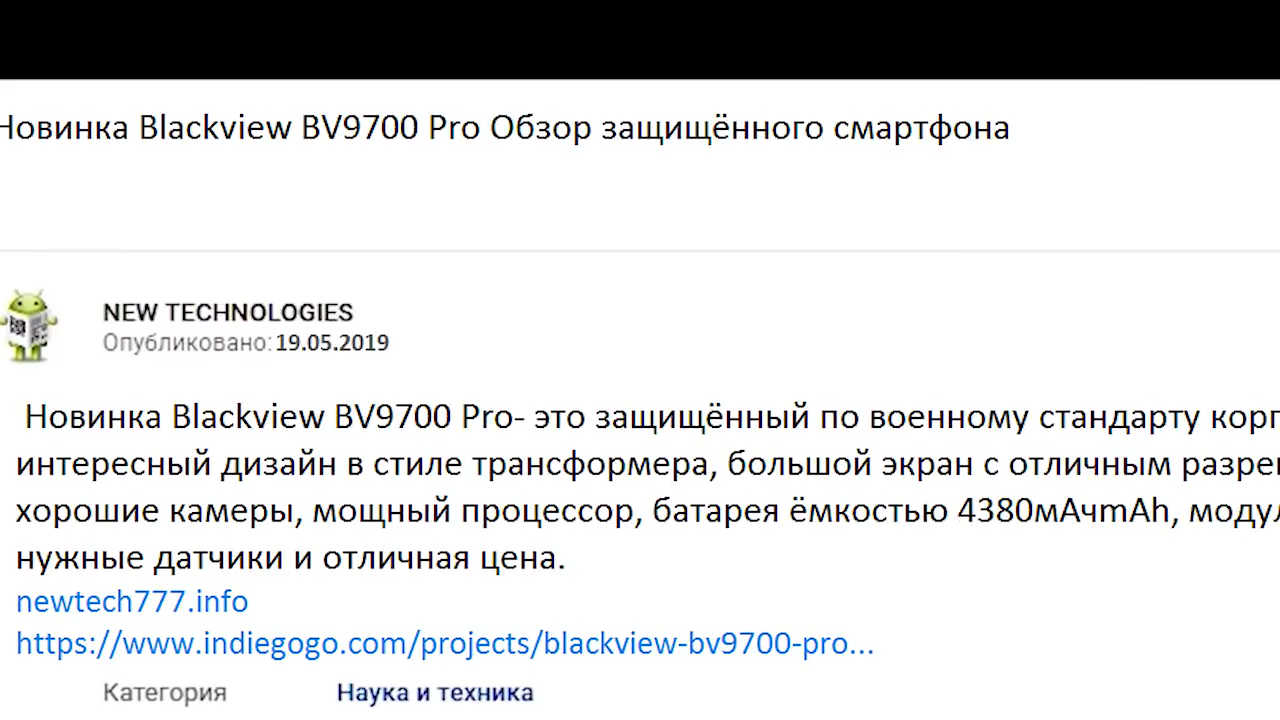 Новинка Blackview BV9700 Pro Обзор защищённого смартфона
NEW TECHNOLOGIES
Опубликовано: 19.05.2019
Новинка Blackview BV9700 Pro- это защищённый по военному стандарту
интересный дизайн в стиле трансформера, большой экран с отличным
хорошие камеры, мощный процессор, батарея ёмкостью 4380мАчmAh,
нужные датчики и отличная цена.
newtech777.info
https://www.indiegogo.com/projects/blackview-bv9700-pro...
Категория Наука и техника